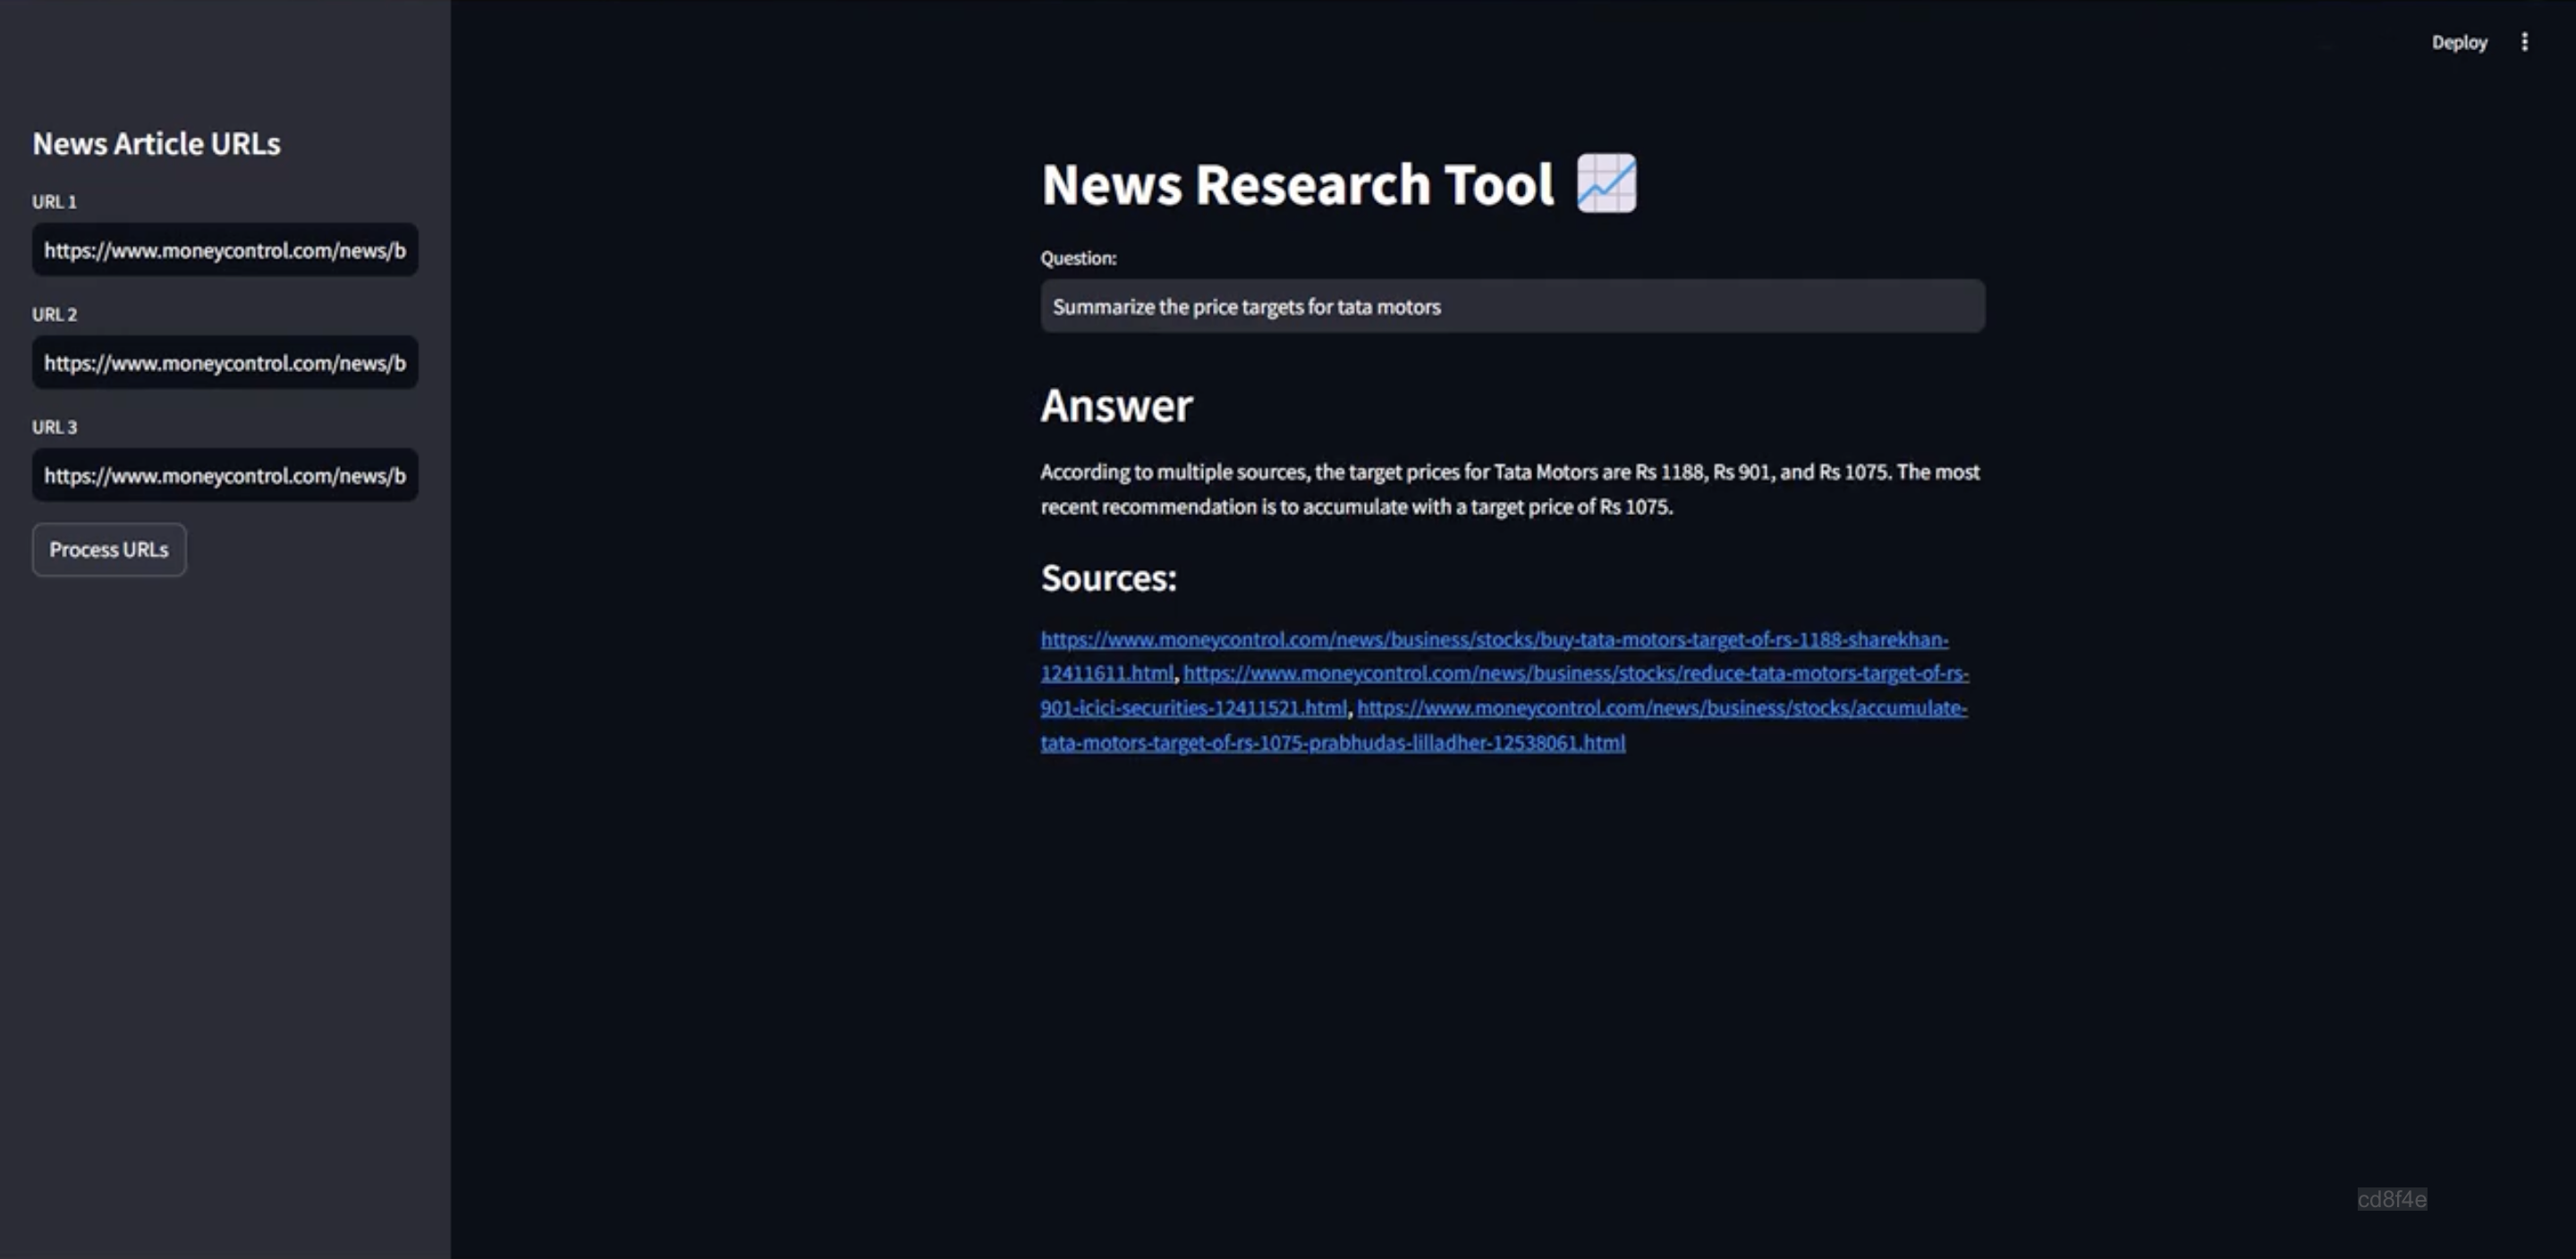 Deploy
News Article URLs
URL 1
https://www.moneycontrol.com/news/b
URL 2
https://www.moneycontrol.com/news/b
URL 3
https://www.moneycontrol.com/news/b
Process URLs
News Research Tool
Question:
Summarize the price targets for tata motors
Answer
According to multiple sources, the target prices for Tata Motors are Rs 1188, Rs 901, and Rs 1075. The most
recent recommendation is to accumulate with a target price of Rs 1075.
Sources:
https://www.moneycontrol.com/news/business/stocks/buy-tata-motors-target-of-rs-1188-sharekhan-
12411611.html, https://www.moneycontrol.com/news/business/stocks/reduce-tata-motors-target-of-rs-
901-icici-securities-12411521.html, https://www.moneycontrol.com/news/business/stocks/accumulate-
tata-motors-target-of-rs-1075-prabhudas-lilladher-12538061.html
cd8f4e